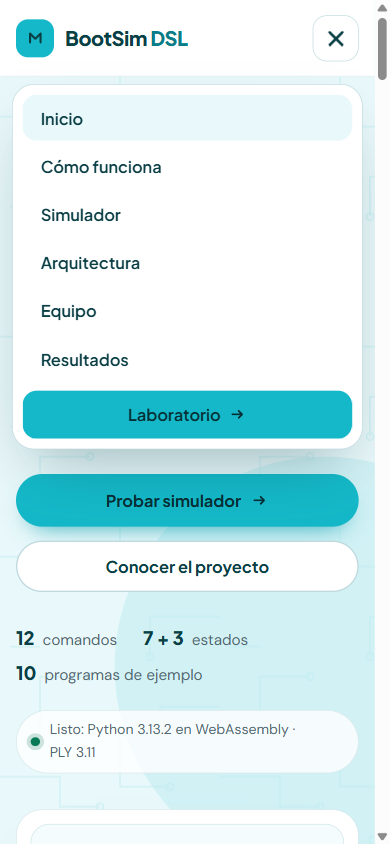 M BootSim DSL
Inicio
Cómo funciona
Simulador
Arquitectura
Equipo
Resultados
Laboratorio →
Probar simulador →
Conocer el proyecto
12 comandos 7 + 3 estados
10 programas de ejemplo
Listo: Python 3.13.2 en WebAssembly ·
PLY 3.11